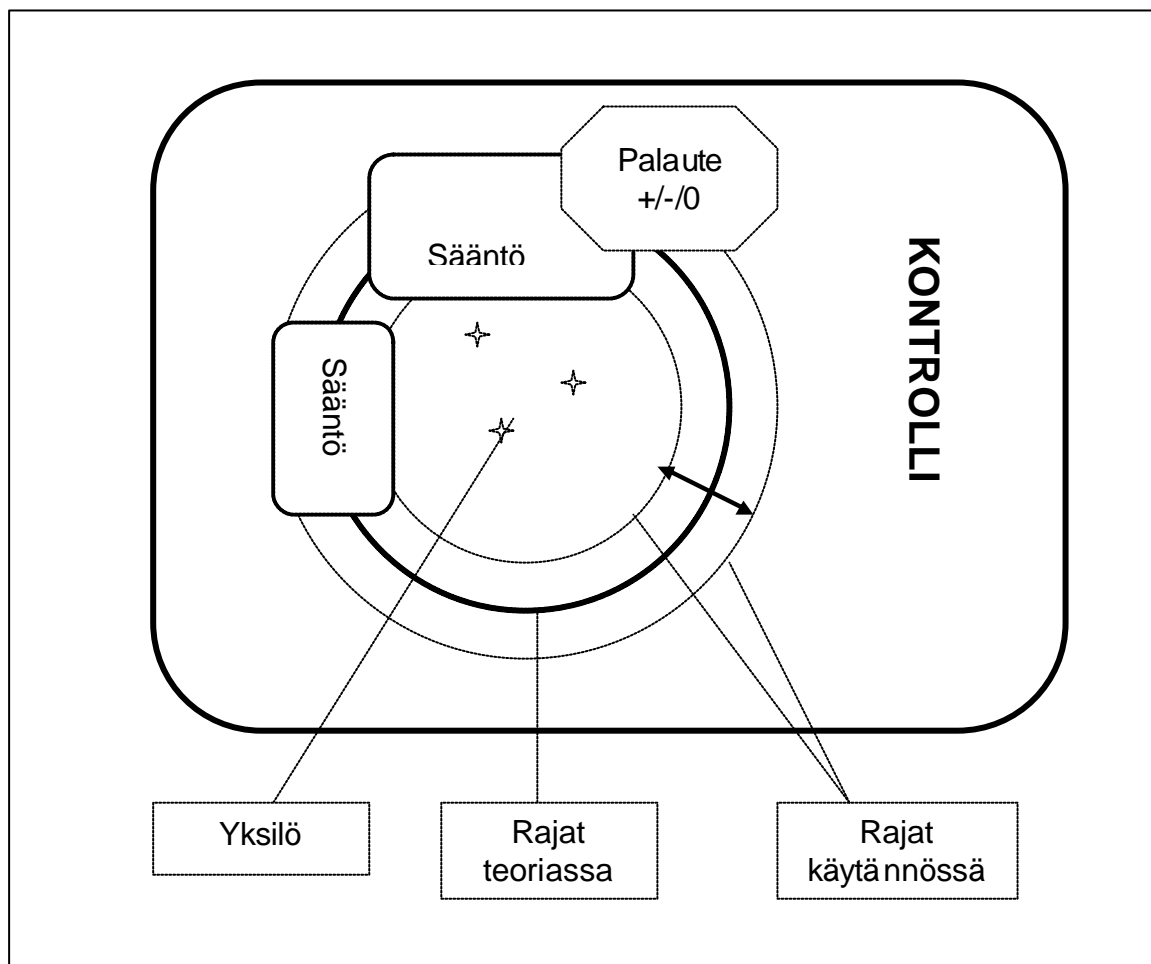 Palaute
+/-/0
Sääntö
KONTROLLI
Sääntö
Yksilö
Rajat
teoriassa
Rajat
käytännössä